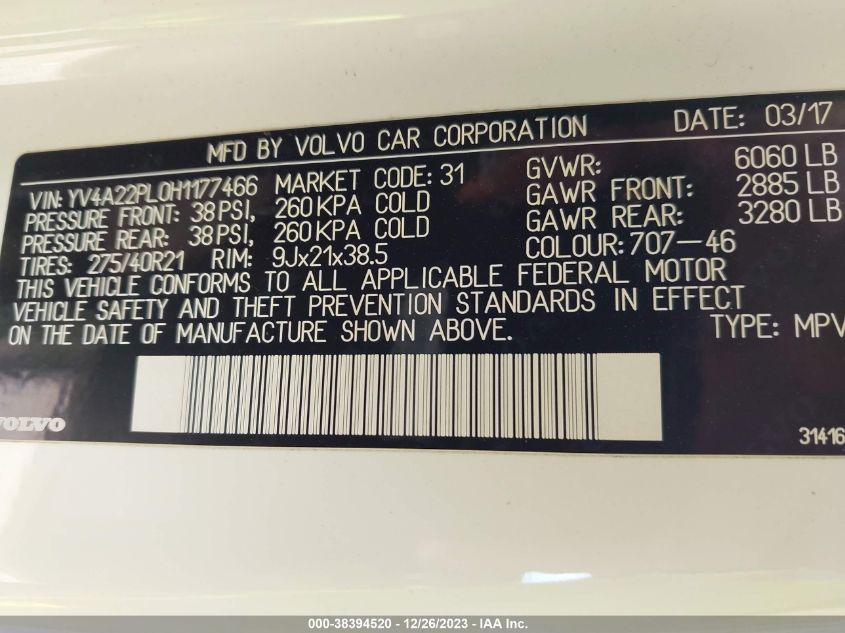 MFD BY VOLVO CAR CORPORATION DATE: 03/17
VIN: YV4A22PL0H1177466 MARKET CODE: 31 GVWR: 6060 LB
PRESSURE FRONT: 38 PSI, 260 KPA COLD GAWR FRONT: 2885 LB
PRESSURE REAR: 38 PSI, 260 KPA COLD GAWR REAR: 3280 LB
TIRES: 275/40R21 RIM: 9Jx21x38.5 COLOUR: 707-46
THIS VEHICLE CONFORMS TO ALL APPLICABLE FEDERAL MOTOR
VEHICLE SAFETY AND THEFT PREVENTION STANDARDS IN EFFECT
ON THE DATE OF MANUFACTURE SHOWN ABOVE. TYPE: MPV
VOLVO 31416
000-38394520 - 12/26/2023 - IAA Inc.